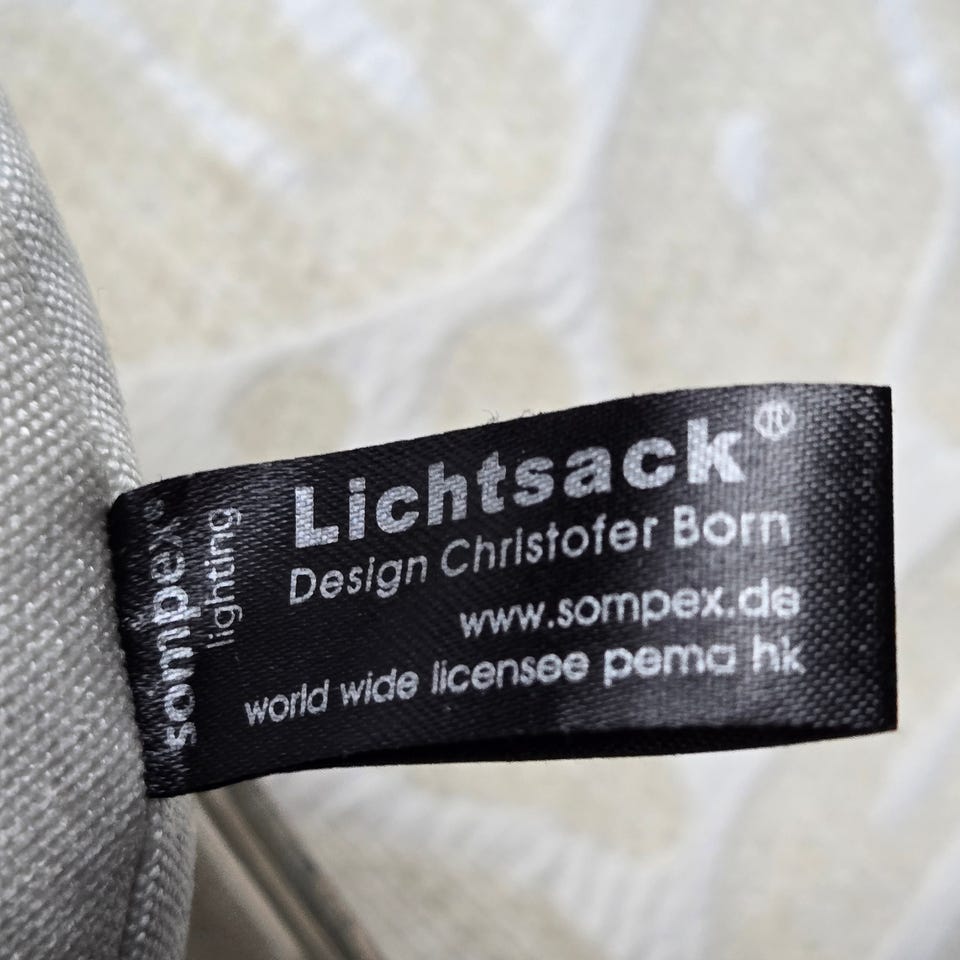 Lichtsack®
Design Christofer Born
www.sompex.de
world wide licensee pema hk
sompex®
lighting